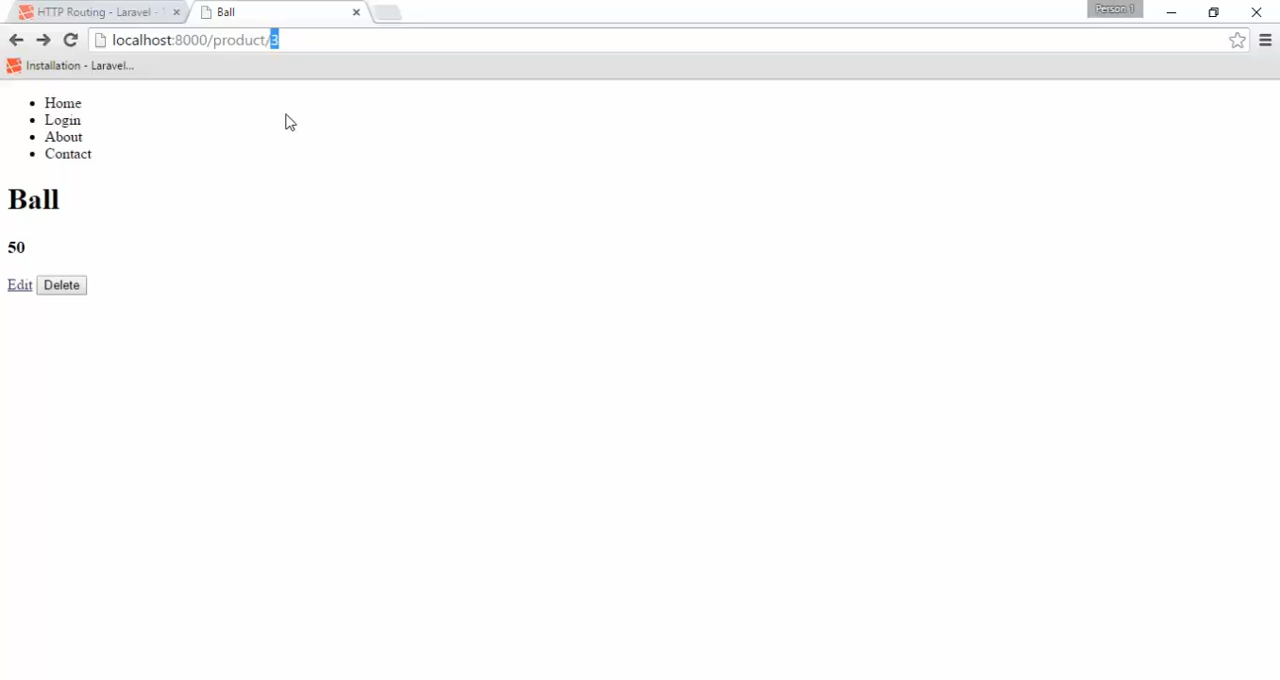 HTTP Routing - Laravel -
Ball
Person 1
localhost:8000/product/3
Installation - Laravel...
Home
Login
About
Contact
Ball
50
Edit Delete